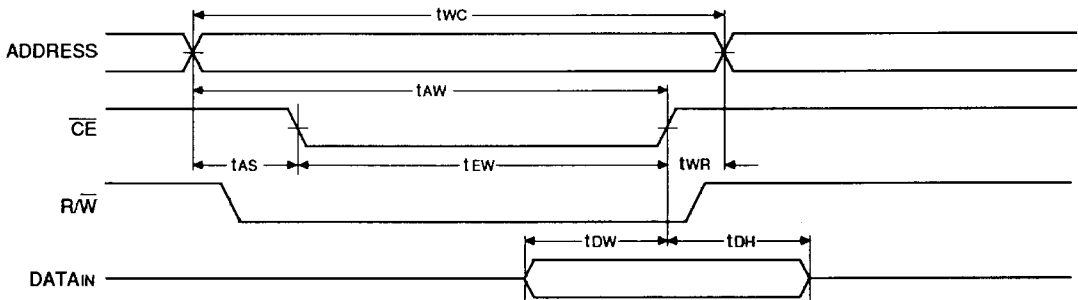 tWC
ADDRESS
tAW
CE
tAS tEW tWR
R/W
tDW tDH
DATAIN